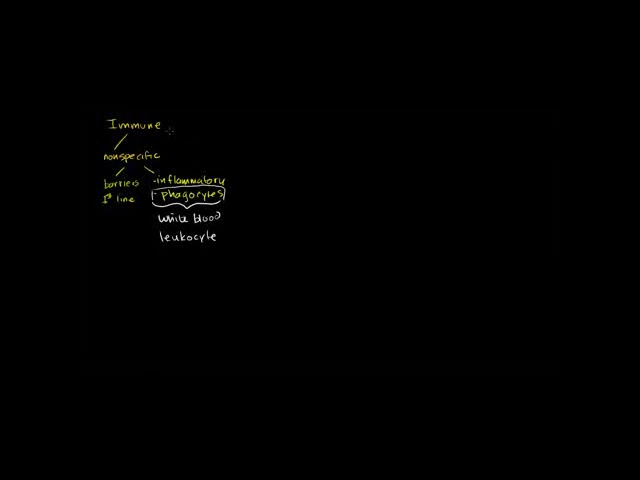 Immune
nonspecific
barriers
1st line
-inflammatory
- phagocytes
white blood
leukocyte